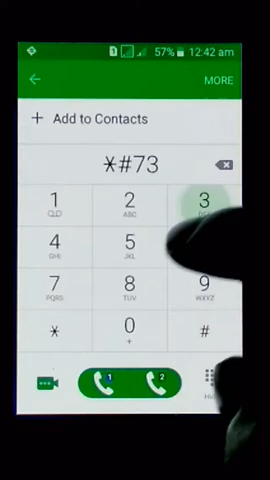 1 57% 12:42 am
MORE
+ Add to Contacts
*#73
1 2 3
ABC
4 5
GHI JKL
7 8 9
PQRS TUV WXYZ
* 0 #
+
1 2